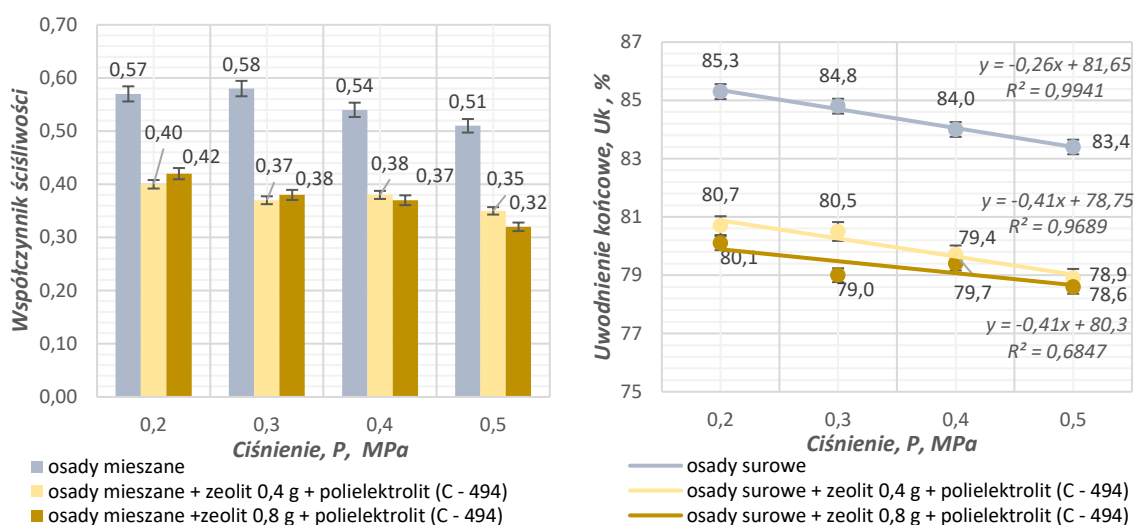 Współczynnik ściśliwości
0,70
0,60
0,50
0,40
0,30
0,20
0,10
0,00
0,57
0,58
0,54
0,51
0,40
0,42
0,37
0,38
0,38
0,37
0,35
0,32
0,2
0,3
0,4
0,5
Ciśnienie, P, MPa
osady mieszane
osady mieszane + zeolit 0,4 g + polielektrolit (C - 494)
osady mieszane +zeolit 0,8 g + polielektrolit (C - 494)
Uwodnienie końcowe, Uk , %
87
85
83
81
79
77
75
85,3
84,8
84,0
83,4
y = -0,26x + 81,65
R² = 0,9941
80,7
80,5
79,4
78,9
y = -0,41x + 78,75
R² = 0,9689
80,1
79,0
79,7
78,6
y = -0,41x + 80,3
R² = 0,6847
0,2
0,3
0,4
0,5
Ciśnienie, P, MPa
osady surowe
osady surowe + zeolit 0,4 g + polielektrolit (C - 494)
osady surowe + zeolit 0,8 g + polielektrolit (C - 494)